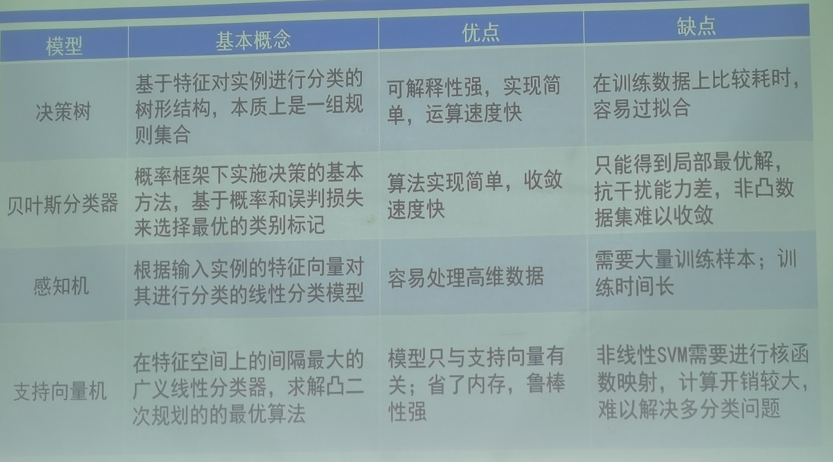 模型
基本概念
优点
缺点
决策树
基于特征对实例进行分类的
树形结构，本质上是一组规
则集合
可解释性强，实现简
单，运算速度快
在训练数据上比较耗时，
容易过拟合
贝叶斯分类器
概率框架下实施决策的基本
方法，基于概率和误判损失
来选择最优的类别标记
算法实现简单，收敛
速度快
只能得到局部最优解，
抗干扰能力差，非凸数
据集难以收敛
感知机
根据输入实例的特征向量对
其进行分类的线性分类模型
容易处理高维数据
需要大量训练样本；训
练时间长
支持向量机
在特征空间上的间隔最大的
广义线性分类器，求解凸二
次规划的的最优算法
模型只与支持向量有
关；省了内存，鲁棒
性强
非线性SVM需要进行核函
数映射，计算开销较大，
难以解决多分类问题